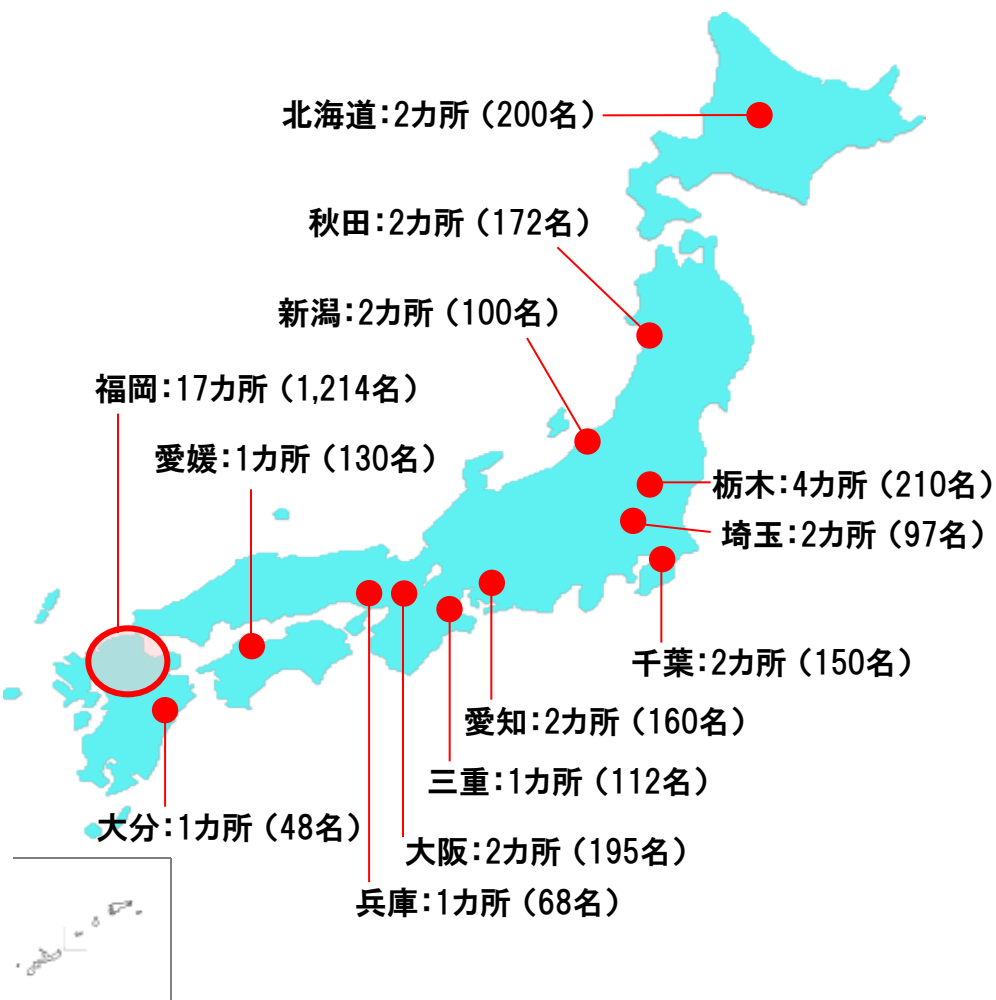 北海道：2カ所（200名）
秋田：2カ所（172名）
新潟：2カ所（100名）
福岡：17カ所（1,214名）
愛媛：1カ所（130名）
栃木：4カ所（210名）
埼玉：2カ所（97名）
千葉：2カ所（150名）
愛知：2カ所（160名）
三重：1カ所（112名）
大分：1カ所（48名）
大阪：2カ所（195名）
兵庫：1カ所（68名）